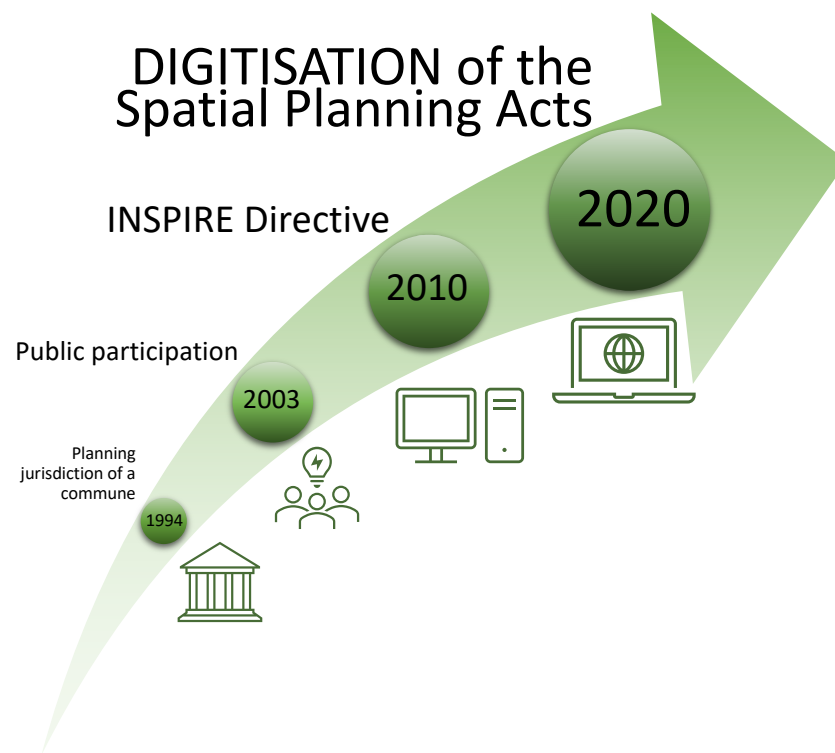 DIGITISATION of the
Spatial Planning Acts
2020
INSPIRE Directive
2010
Public participation
2003
Planning
jurisdiction of a
commune
1994